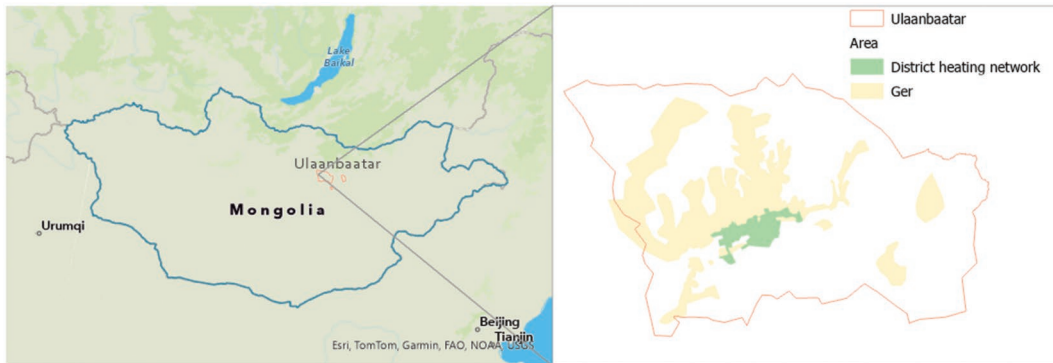 Lake
Baikal
Ulaanbaatar
Mongolia
Urumqi
Beijing
Tianjin
Esri, TomTom, Garmin, FAO, NOAA, USGS
Ulaanbaatar
Area
District heating network
Ger